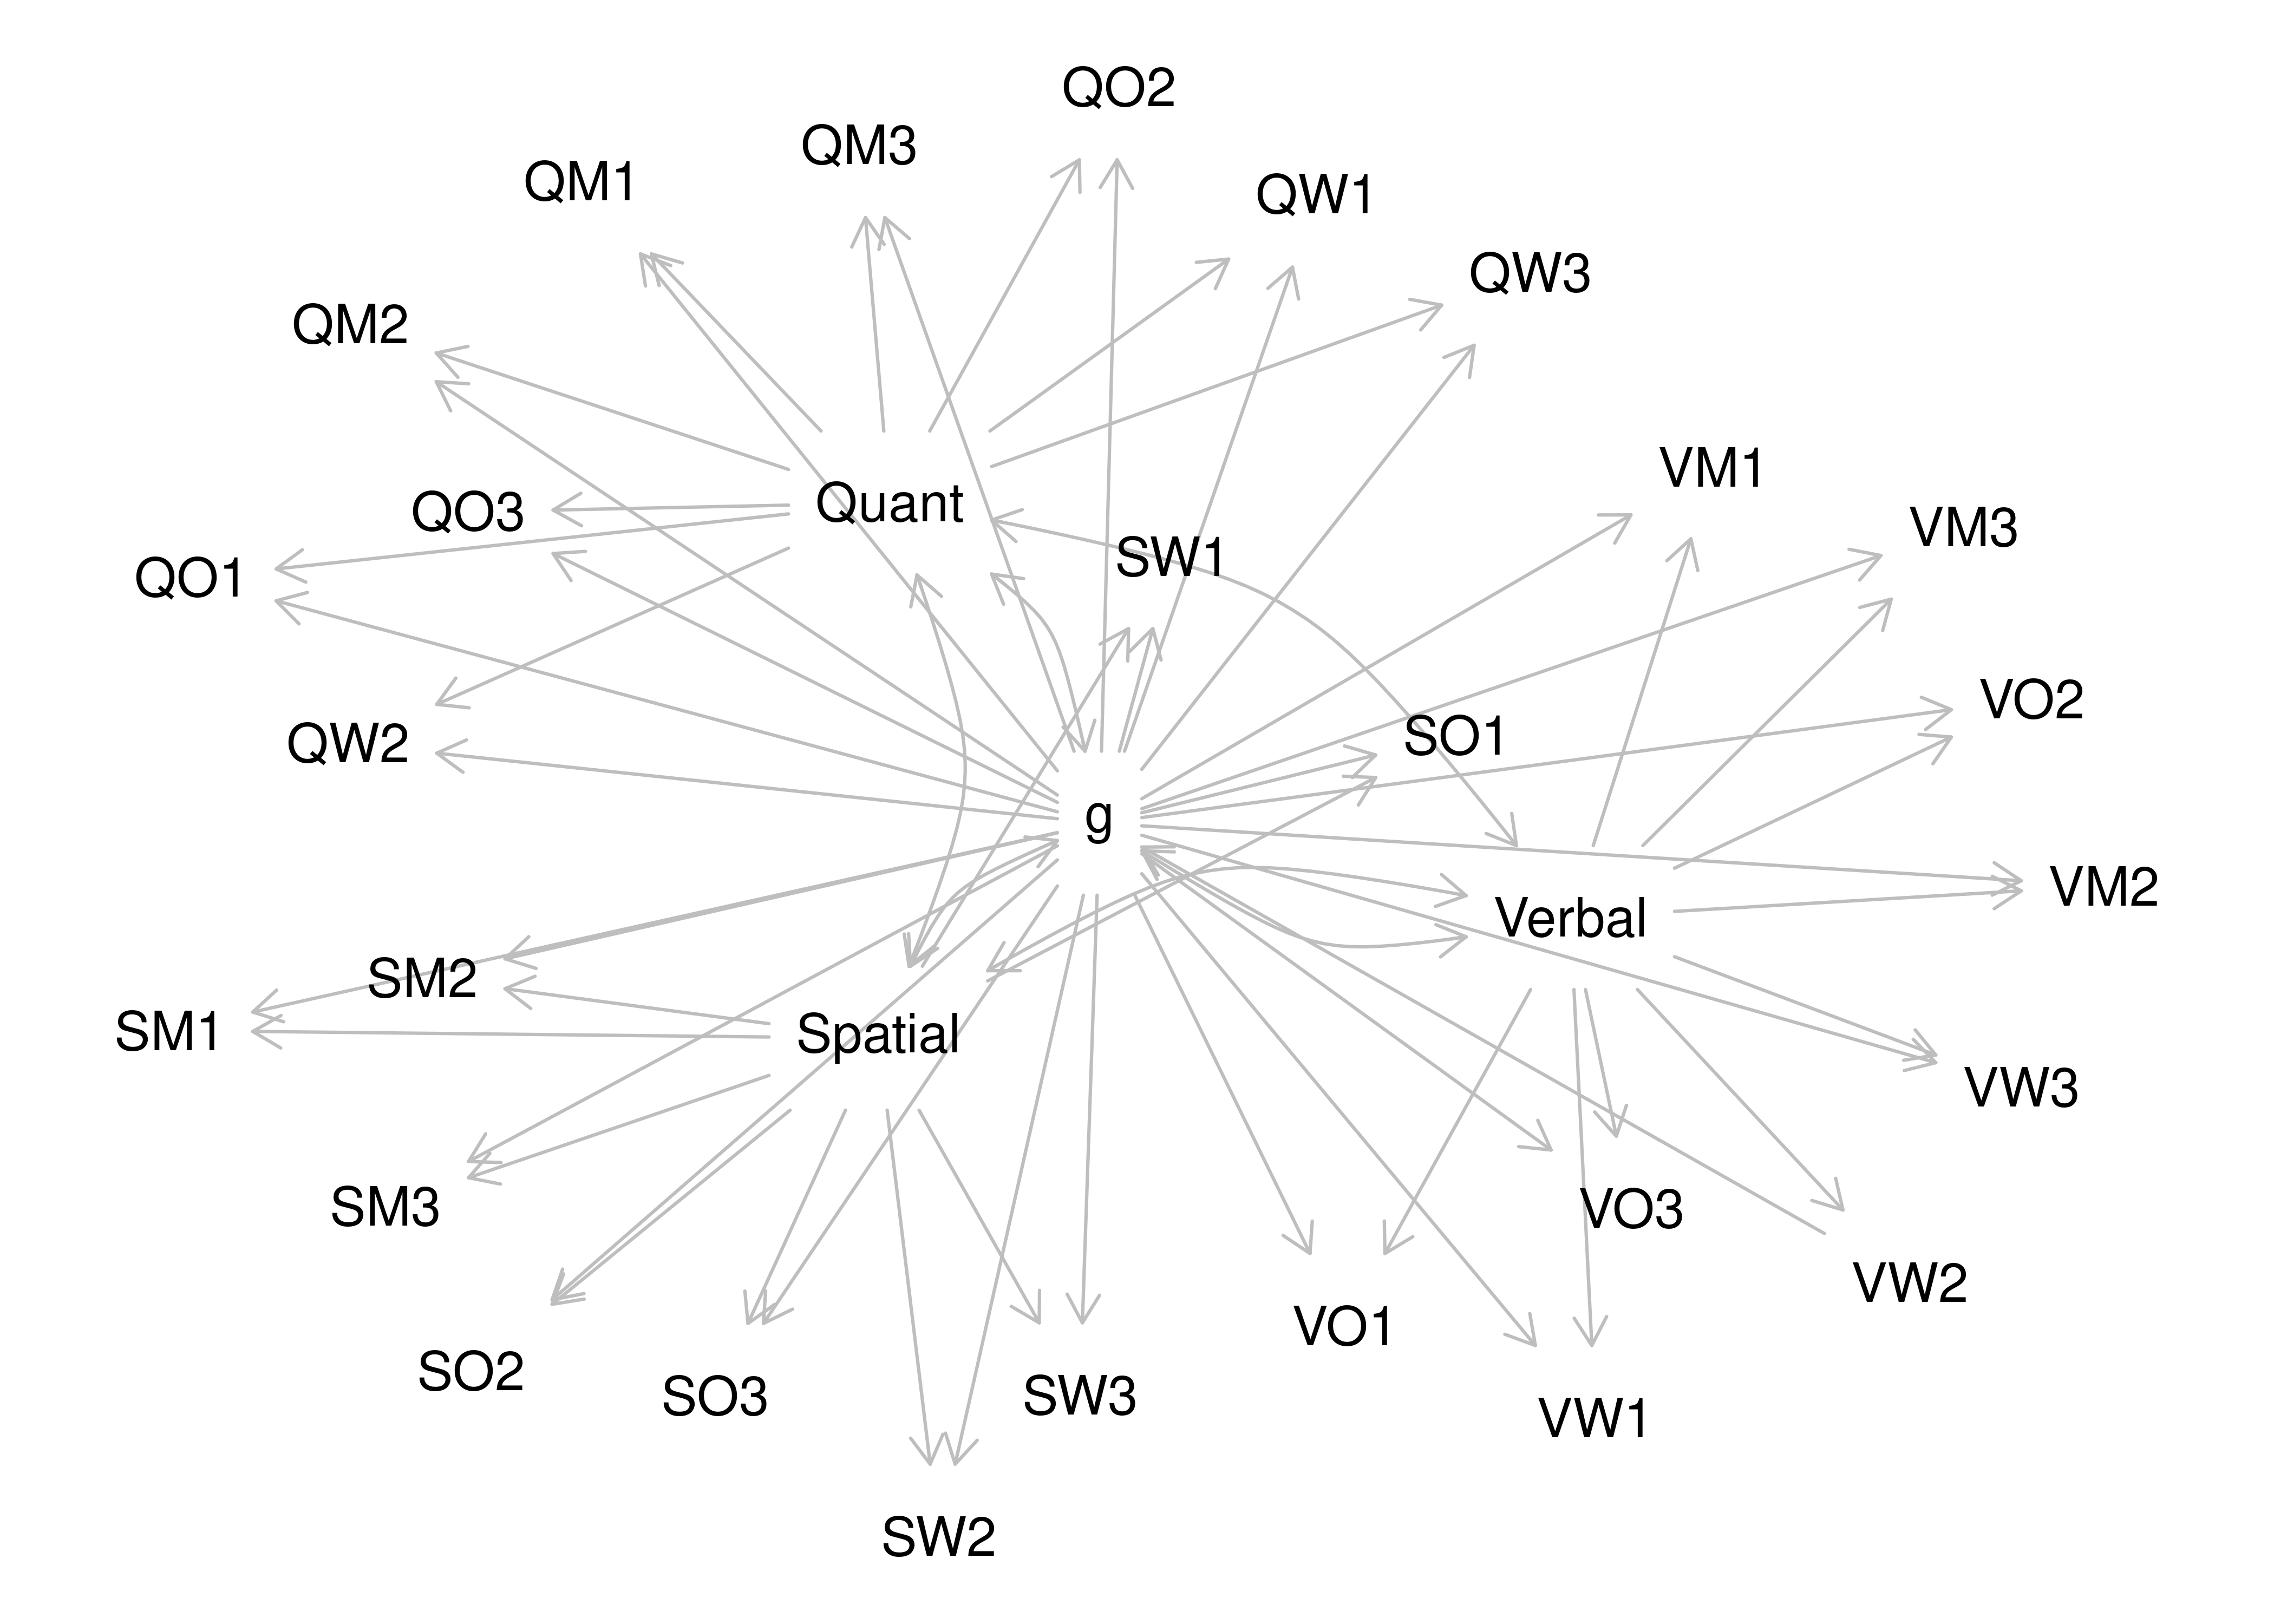 QO2
QM3
QM1
QW1
QW3
QM2
VM1
Quant
QO3
VM3
SW1
QO1
VO2
SO1
QW2
g
VM2
Verbal
SM2
SM1
Spatial
VW3
SM3
VO3
VW2
VO1
SO2
SO3
SW3
VW1
SW2